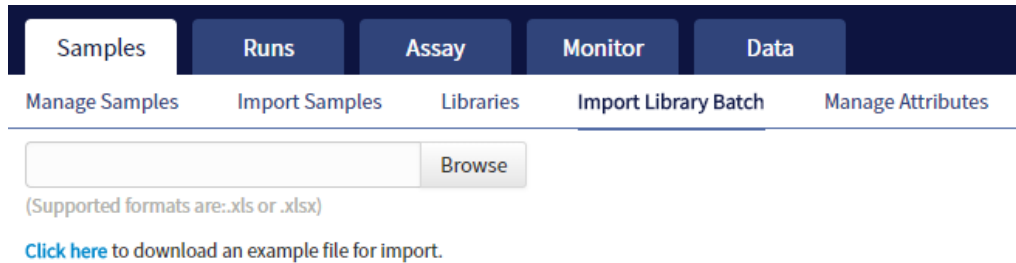 Samples Runs Assay Monitor Data
Manage Samples Import Samples Libraries Import Library Batch Manage Attributes
Browse
(Supported formats are:.xls or .xlsx)
Click here to download an example file for import.